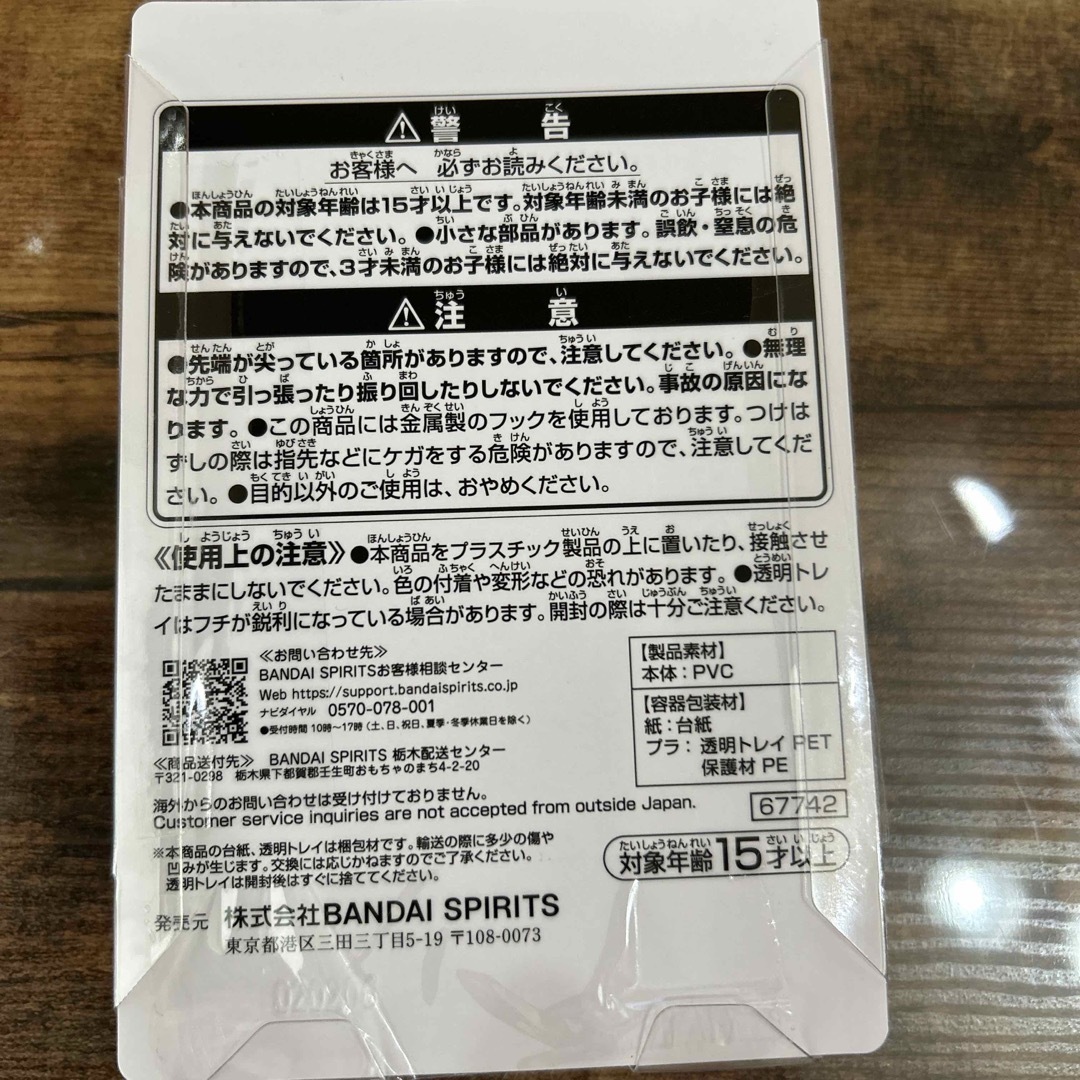 ⚠警告
お客様へ 必ずお読みください。
●本商品の対象年齢は15才以上です。対象年齢未満のお子様には絶
対に与えないでください。●小さな部品があります。誤飲・窒息の危
険がありますので、3才未満のお子様には絶対に与えないでください。
⚠注意
●先端が尖っている箇所がありますので、注意してください。●無理
な力で引っ張ったり振り回したりしないでください。事故の原因にな
ります。●この商品には金属製のフックを使用しております。つけは
ずしの際は指先などにケガをする危険がありますので、注意してくだ
さい。●目的以外のご使用は、おやめください。
《使用上の注意》●本商品をプラスチック製品の上に置いたり、接触させ
たままにしないでください。色の付着や変形などの恐れがあります。●透明トレ
イはフチが鋭利になっている場合があります。開封の際は十分ご注意ください。
≪お問い合わせ先≫
BANDAI SPIRITSお客様相談センター
Web https://support.bandaispirits.co.jp
ナビダイヤル 0570-078-001
●受付時間 10時〜17時(土、日、祝日、夏季・冬季休業日を除く)
≪商品送付先≫ BANDAI SPIRITS 栃木配送センター
〒321-0298 栃木県下都賀郡壬生町おもちゃのまち4-2-20
【製品素材】
本体:PVC
【容器包装材】
紙:台紙
プラ:透明トレイ PET
保護材 PE
海外からのお問い合わせは受け付けておりません。
Customer service inquiries are not accepted from outside Japan.
67742
※本商品の台紙、透明トレイは梱包材です。輸送の際に多少の傷や
凹みが生じます。交換には応じかねますのでご了承ください。
透明トレイは開封後はすぐに捨ててください。
対象年齢15才以上
発売元 株式会社BANDAI SPIRITS
東京都港区三田三丁目5-19 〒108-0073